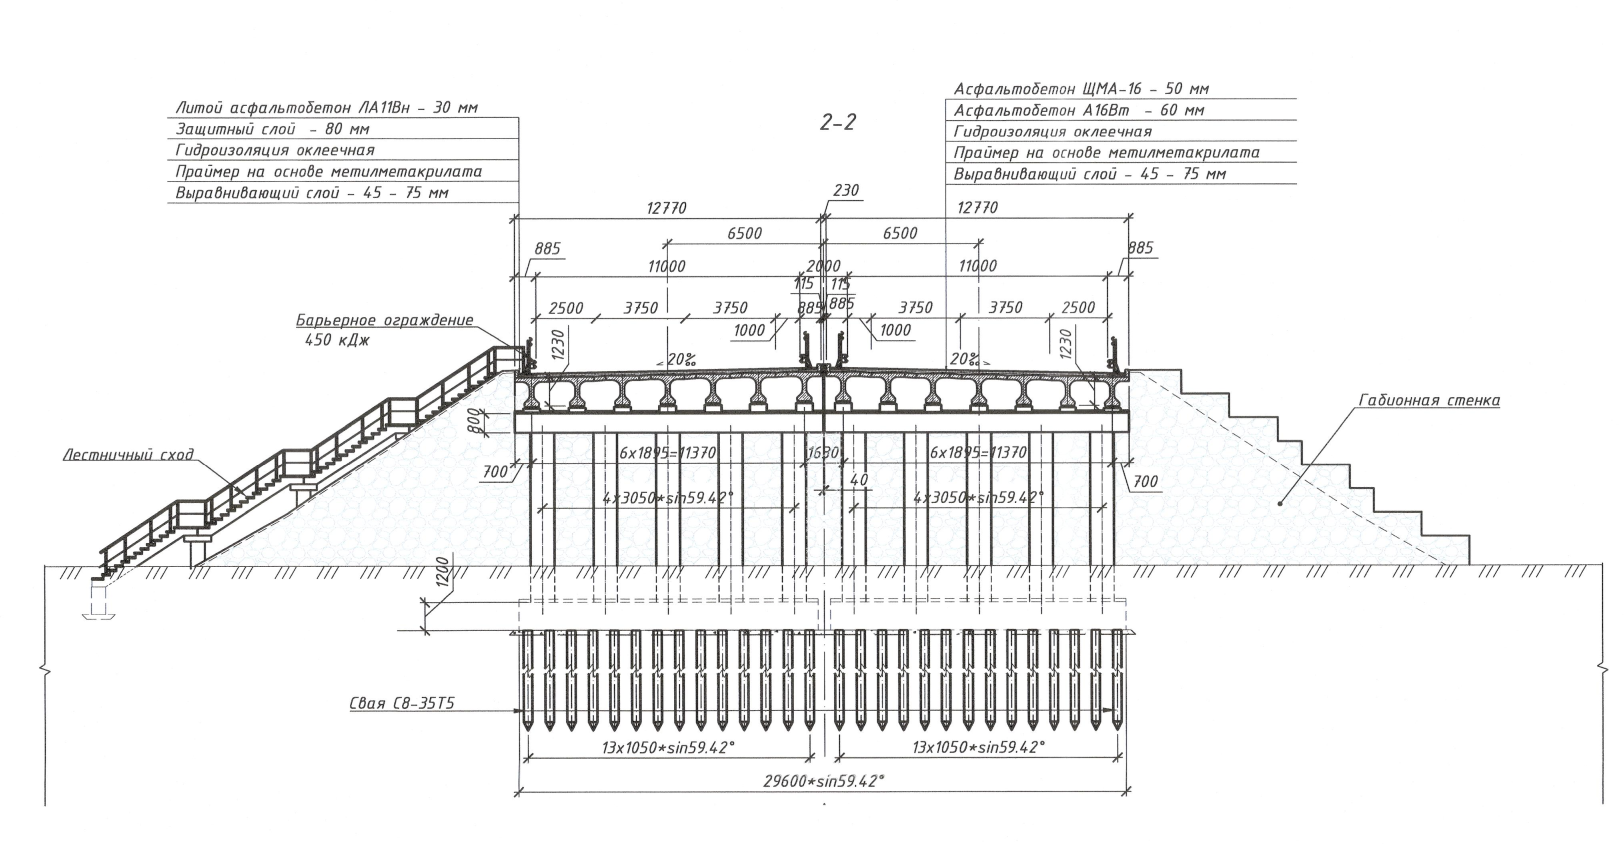 Асфальтобетон ЩМА-16 - 50 мм
Литой асфальтобетон ЛА11Вн - 30 мм
Асфальтобетон А16Вт - 60 мм
Защитный слой - 80 мм
2-2
Гидроизоляция оклеечная
Гидроизоляция оклеечная
Праймер на основе метилметакрилата
Праймер на основе метилметакрилата
Выравнивающий слой - 45 - 75 мм
Выравнивающий слой - 45 - 75 мм
230
12770
12770
6500
6500
885
885
11000
2000
11000
115
115
2500
3750
3750
885
885
3750
3750
2500
Барьерное ограждение
450 кДж
1000
1000
1230
1230
20‰
20‰
Габионная стенка
800
Лестничный сход
6x1895=11370
1630
6x1895=11370
700
40
700
4x3050*sin59.42°
4x3050*sin59.42°
1200
Свая С8-35Т5
13x1050*sin59.42°
13x1050*sin59.42°
29600*sin59.42°